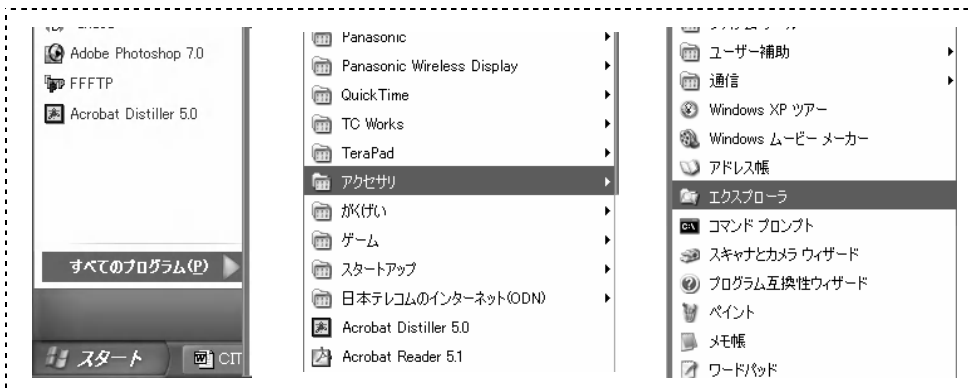 Adobe Photoshop 7.0
FFFTP
Acrobat Distiller 5.0
すべてのプログラム(P)
スタート
CIT
Panasonic
Panasonic Wireless Display
QuickTime
TC Works
TeraPad
アクセサリ
がくげい
ゲーム
スタートアップ
日本テレコムのインターネット(ODN)
Acrobat Distiller 5.0
Acrobat Reader 5.1
ユーザー補助
通信
Windows XP ツアー
Windows ムービー メーカー
アドレス帳
エクスプローラ
コマンド プロンプト
スキャナとカメラ ウィザード
プログラム互換性ウィザード
ペイント
メモ帳
ワードパッド